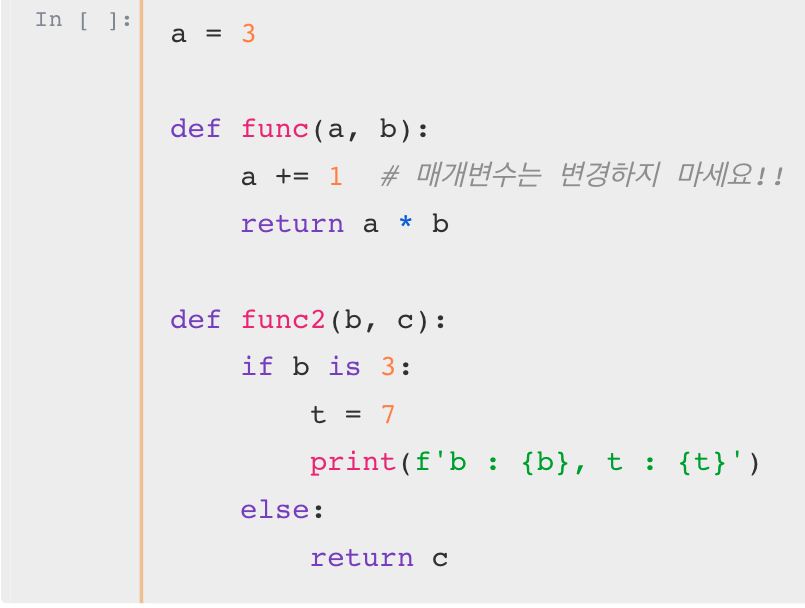 In [ ]:
a = 3
def func(a, b):
    a += 1  # 매개변수는 변경하지 마세요!!
    return a * b
def func2(b, c):
    if b is 3:
        t = 7
        print(f'b : {b}, t : {t}')
    else:
        return c